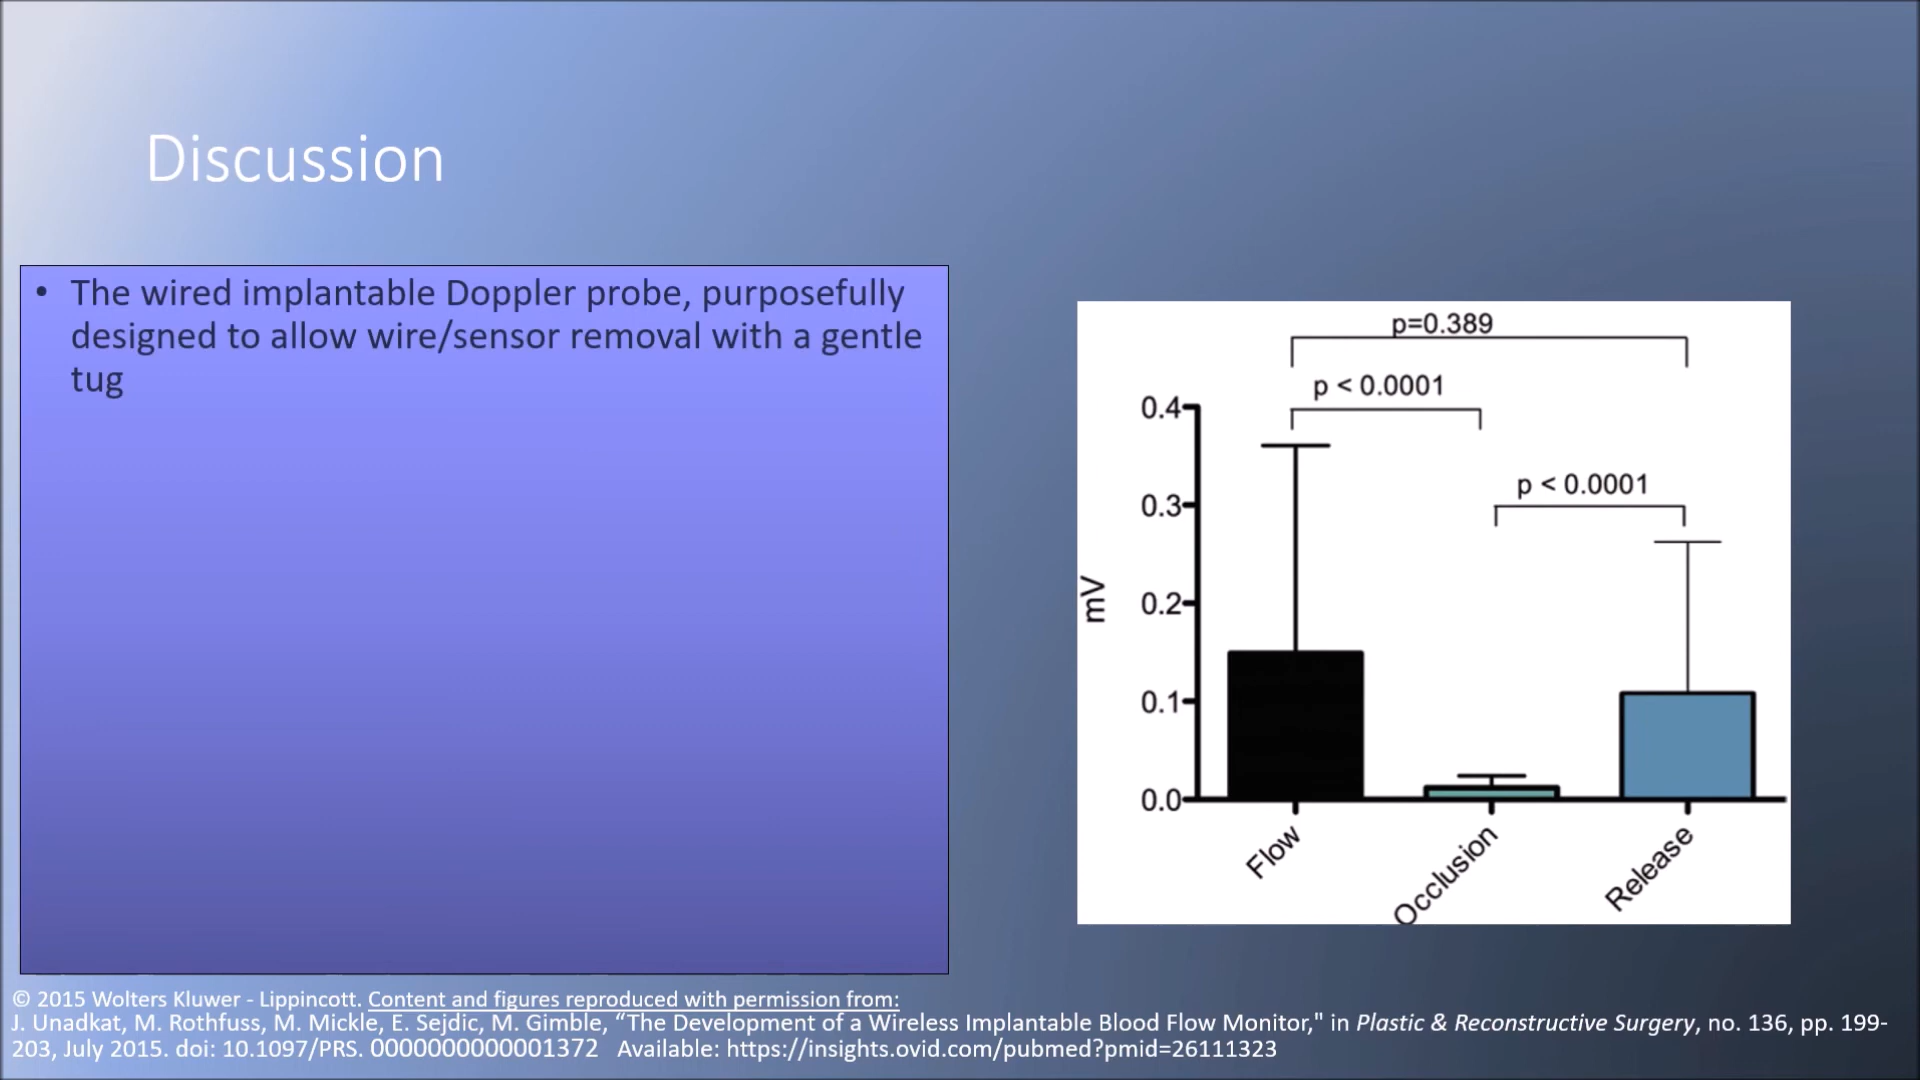 Discussion
• The wired implantable Doppler probe, purposefully
designed to allow wire/sensor removal with a gentle
tug
p=0.389
p < 0.0001
p < 0.0001
mV
0.4
0.3
0.2
0.1
0.0
Flow
Occlusion
Release
© 2015 Wolters Kluwer - Lippincott. Content and figures reproduced with permission from:
J. Unadkat, M. Rothfuss, M. Mickle, E. Sejdic, M. Gimble, “The Development of a Wireless Implantable Blood Flow Monitor," in Plastic & Reconstructive Surgery, no. 136, pp. 199-
203, July 2015. doi: 10.1097/PRS. 0000000000001372 Available: https://insights.ovid.com/pubmed?pmid=26111323